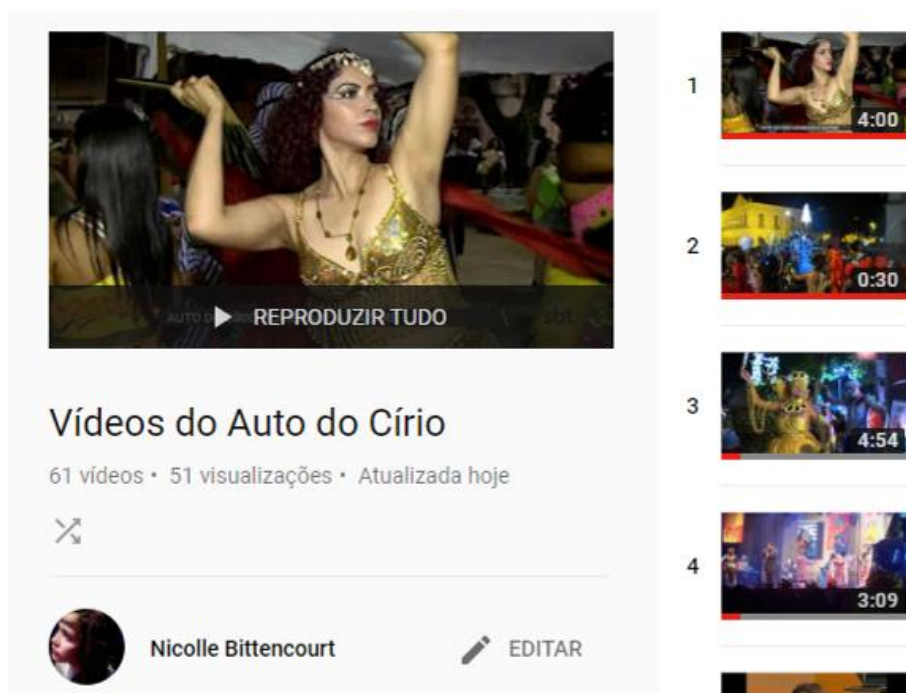 REPRODUZIR TUDO
Vídeos do Auto do Círio
61 vídeos • 51 visualizações • Atualizada hoje
Nicolle Bittencourt
EDITAR
1
4:00
2
0:30
3
4:54
4
3:09